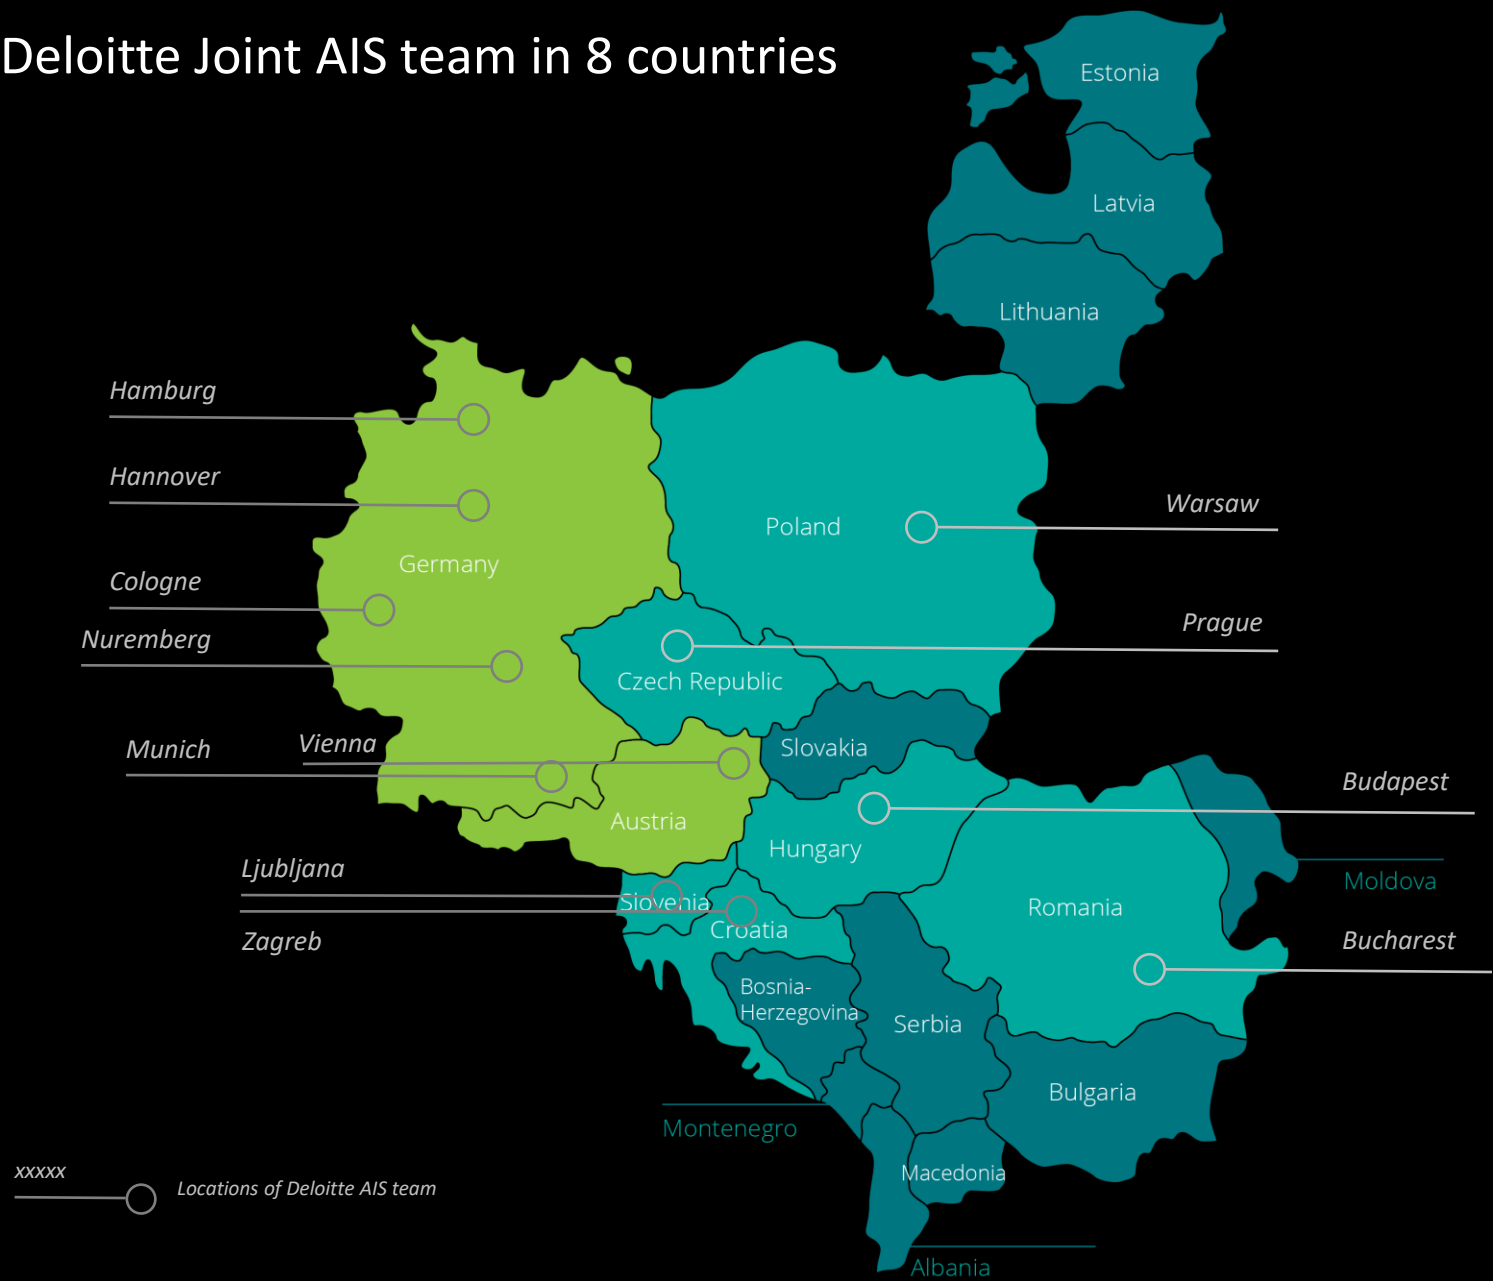 Deloitte Joint AIS team in 8 countries
Estonia
Latvia
Lithuania
Hamburg
Hannover
Warsaw
Poland
Germany
Cologne
Prague
Nuremberg
Czech Republic
Vienna
Munich
Slovakia
Budapest
Austria
Hungary
Ljubljana
Moldova
Slovenia
Romania
Croatia
Zagreb
Bucharest
Bosnia-
Herzegovina
Serbia
Bulgaria
Montenegro
Macedonia
xxxxx
Locations of Deloitte AIS team
Albania